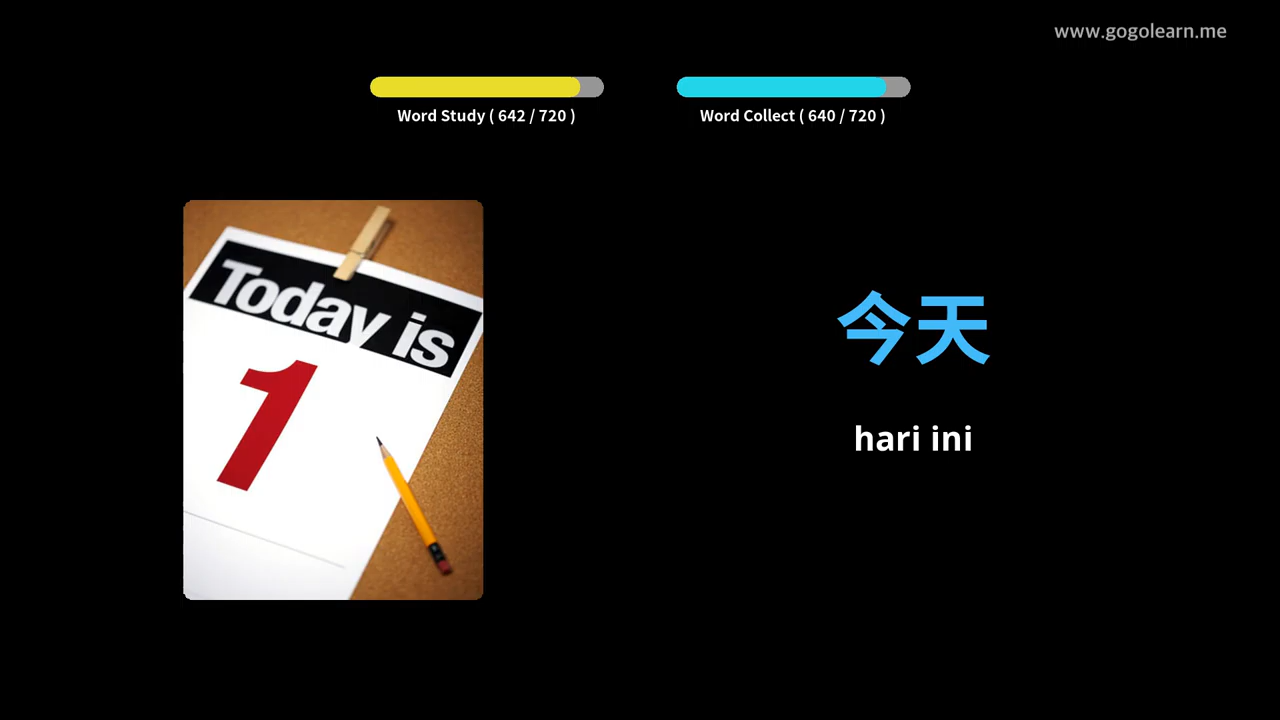 www.gogolearn.me
Word Study ( 642 / 720 )
Word Collect ( 640 / 720 )
Today is
1
今天
hari ini